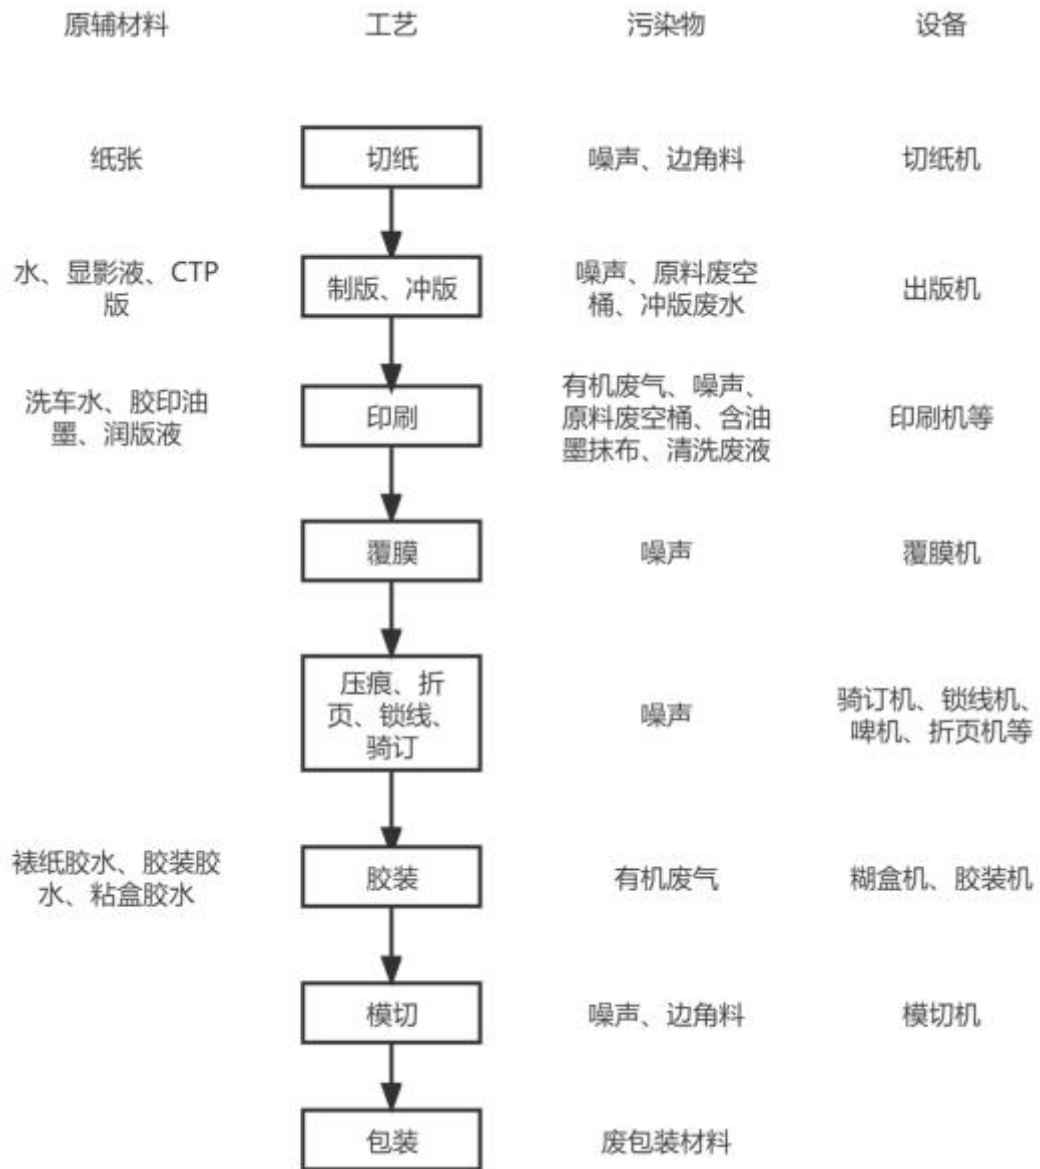 原辅材料 工艺 污染物 设备
纸张 切纸 噪声、边角料 切纸机
水、显影液、CTP
版
制版、冲版
噪声、原料废空
桶、冲版废水
出版机
洗车水、胶印油
墨、润版液
印刷
有机废气、噪声、
原料废空桶、含油
墨抹布、清洗废液
印刷机等
覆膜 噪声 覆膜机
压痕、折
页、锁线、
骑订
噪声
骑订机、锁线机、
啤机、折页机等
裱纸胶水、胶装胶
水、粘盒胶水
胶装
有机废气
糊盒机、胶装机
模切 噪声、边角料 模切机
包装 废包装材料